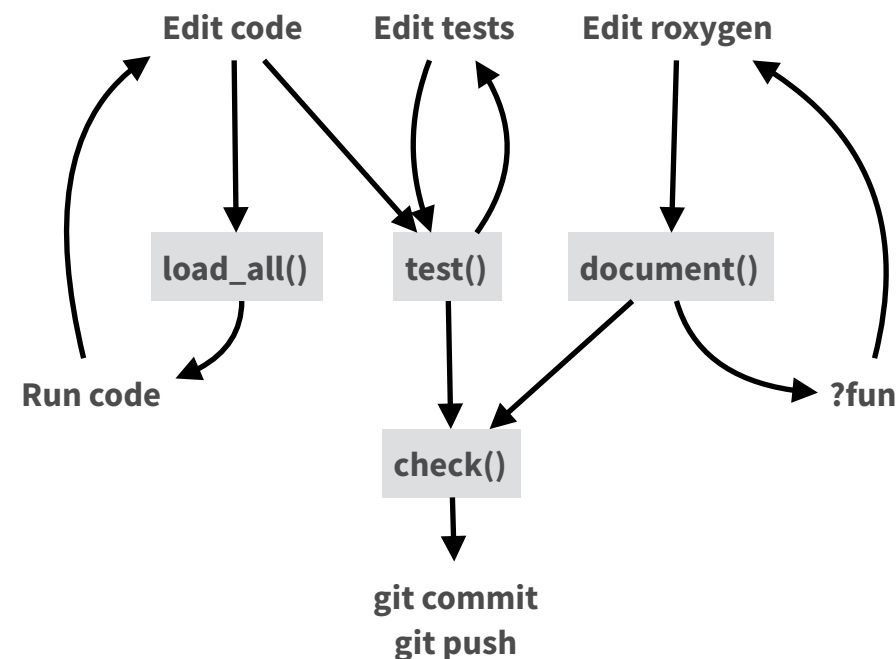 Edit code
Edit tests
Edit roxygen
load_all()
test()
document()
Run code
?fun
check()
git commit
git push